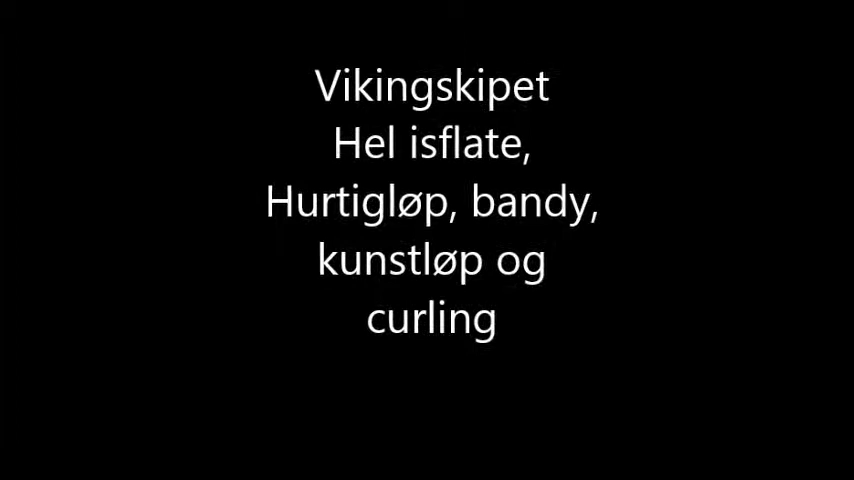 Vikingskipet
Hel isflate,
Hurtigløp, bandy,
kunstløp og
curling